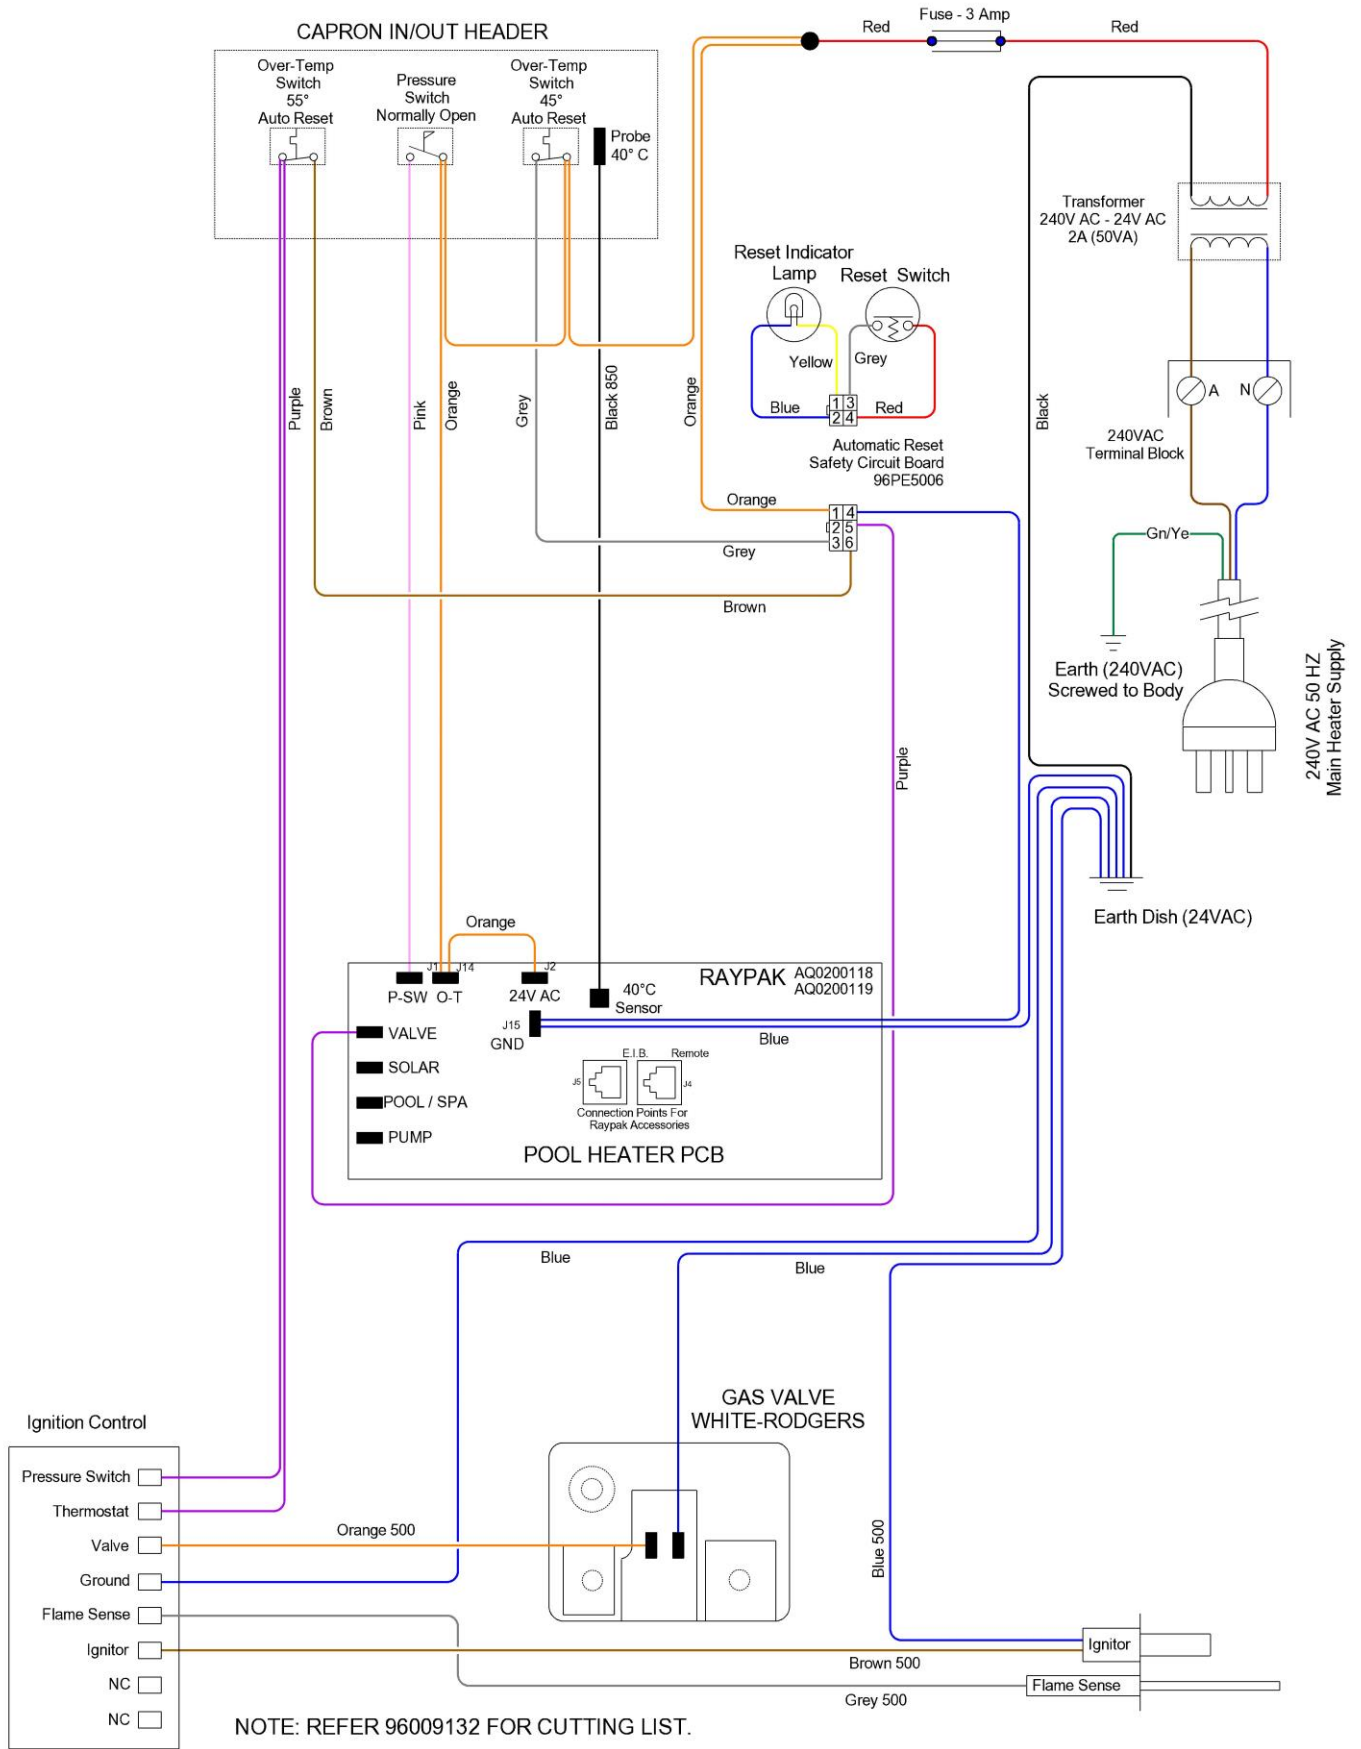 Fuse - 3 Amp
Red
Red
CAPRON IN/OUT HEADER
Over-Temp
Switch
55°
Auto Reset
Pressure
Switch
Normally Open
Over-Temp
Switch
45°
Auto Reset
Probe
40° C
Transformer
240V AC - 24V AC
2A (50VA)
Reset Indicator
Lamp
Reset Switch
Yellow
Grey
Blue
Red
1 3
2 4
Automatic Reset
Safety Circuit Board
96PE5006
A
N
240VAC
Terminal Block
Purple
Brown
Pink
Orange
Grey
Black 850
Orange
Black
Orange
1 4
2 5
3 6
Grey
Brown
Gn/Ye
Earth (240VAC)
Screwed to Body
240V AC 50 HZ
Main Heater Supply
Purple
Earth Dish (24VAC)
Orange
J1
J14
J2
P-SW
O-T
24V AC
RAYPAK
AQ0200118
AQ0200119
40°C
Sensor
J15
GND
Blue
VALVE
SOLAR
POOL / SPA
PUMP
E.I.B.
Remote
J5
J4
Connection Points For
Raypak Accessories
POOL HEATER PCB
Blue
Blue
GAS VALVE
WHITE-RODGERS
Ignition Control
Pressure Switch
Thermostat
Valve
Ground
Flame Sense
Ignitor
NC
NC
Orange 500
Blue 500
Ignitor
Brown 500
Flame Sense
Grey 500
NOTE: REFER 96009132 FOR CUTTING LIST.